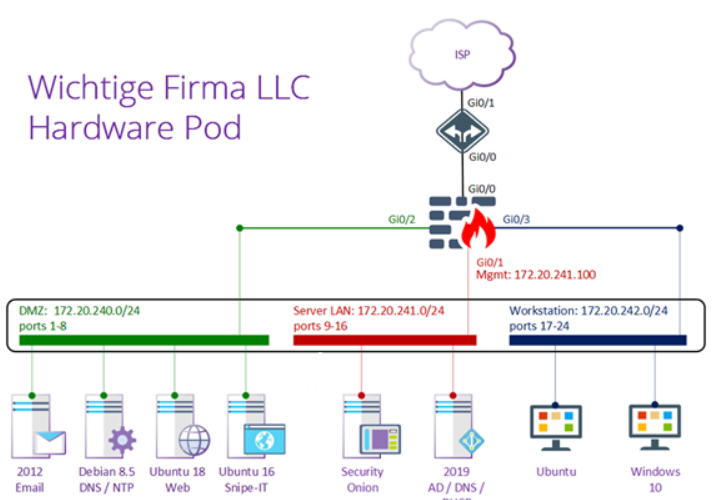 ISP
Wichtige Firma LLC
Hardware Pod
Gi0/1
Gi0/0
Gi0/0
Gi0/2
Gi0/3
Gi0/1
Mgmt: 172.20.241.100
DMZ: 172.20.240.0/24
ports 1-8
Server LAN: 172.20.241.0/24
ports 9-16
Workstation: 172.20.242.0/24
ports 17-24
2012
Email
Debian 8.5
DNS / NTP
Ubuntu 18
Web
Ubuntu 16
Snipe-IT
Security
Onion
2019
AD / DNS /
Ubuntu
Windows
10